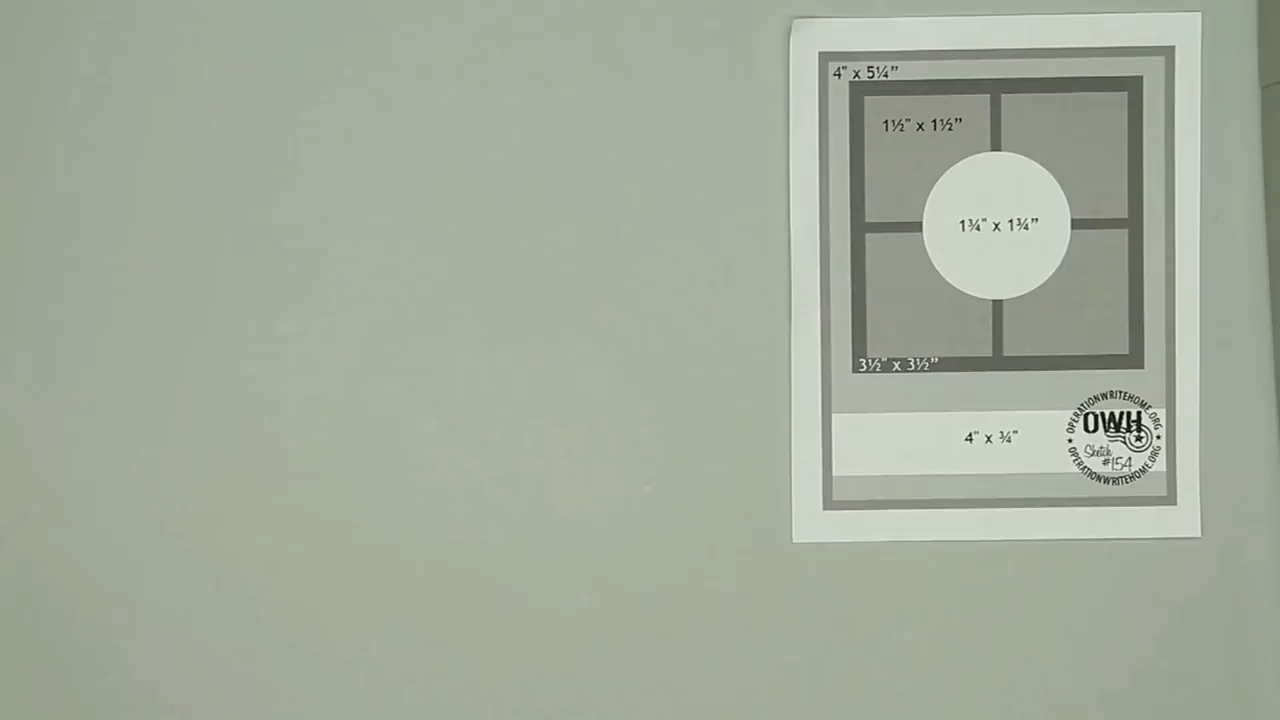 4" x 5¼"
1½" x 1½"
1¾" x 1¾"
3½" x 3½"
4" x ¾"
OPERATIONWRITEHOME.ORG
OWH
Sketch
#154
OPERATIONWRITEHOME.ORG